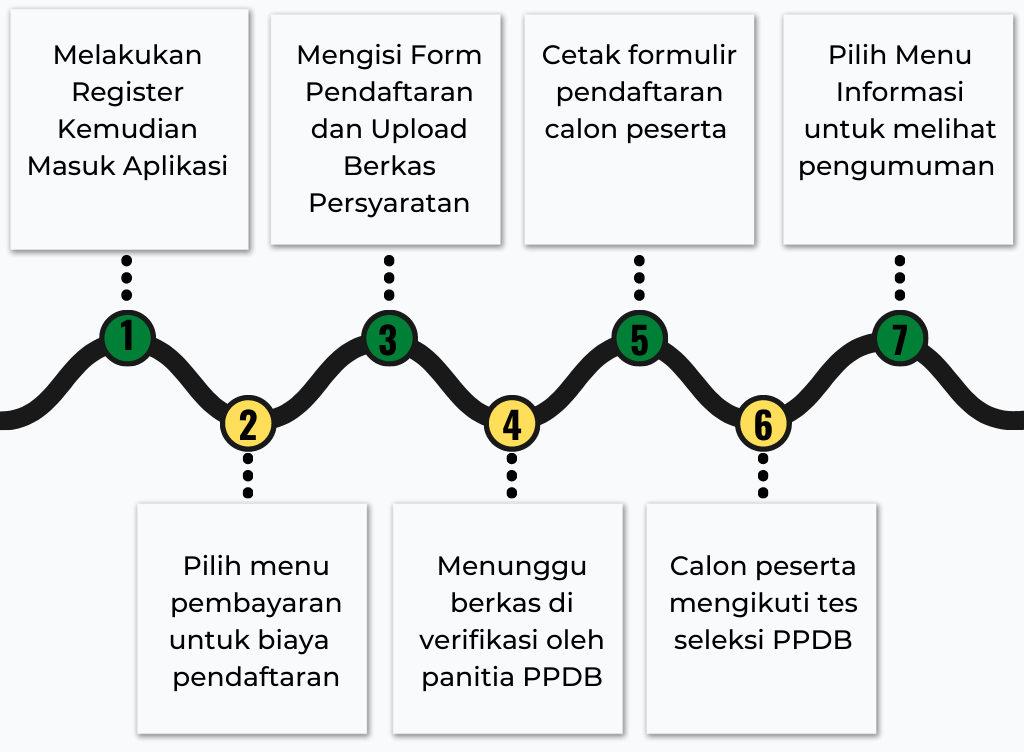 Melakukan
Register
Kemudian
Masuk Aplikasi
1
Pilih menu
pembayaran
untuk biaya
pendaftaran
2
Mengisi Form
Pendaftaran
dan Upload
Berkas
Persyaratan
3
Menunggu
berkas di
verifikasi oleh
panitia PPDB
4
Cetak formulir
pendaftaran
calon peserta
5
Calon peserta
mengikuti tes
seleksi PPDB
6
Pilih Menu
Informasi
untuk melihat
pengumuman
7